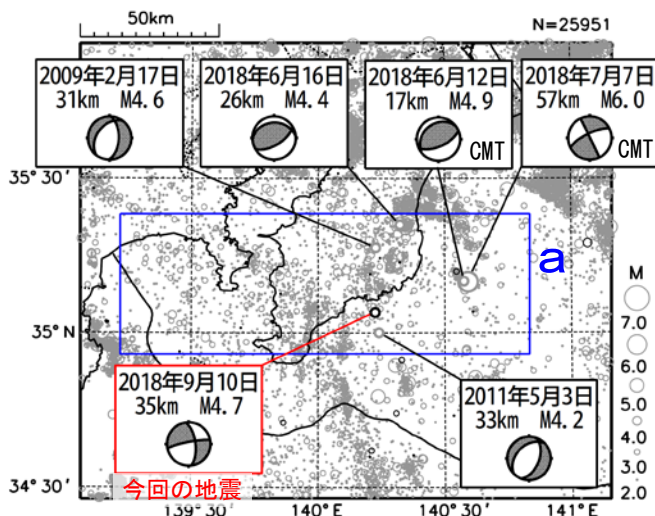 50km
N=25951
2009年2月17日
31km M4.6
2018年6月16日
26km M4.4
2018年6月12日
17km M4.9
CMT
2018年7月7日
57km M6.0
CMT
35°30'
a
M
35°N
7.0
6.0
5.0
4.0
3.0
2.0
2018年9月10日
35km M4.7
今回の地震
2011年5月3日
33km M4.2
34°30'
139°30'
140°E
140°30'
141°E